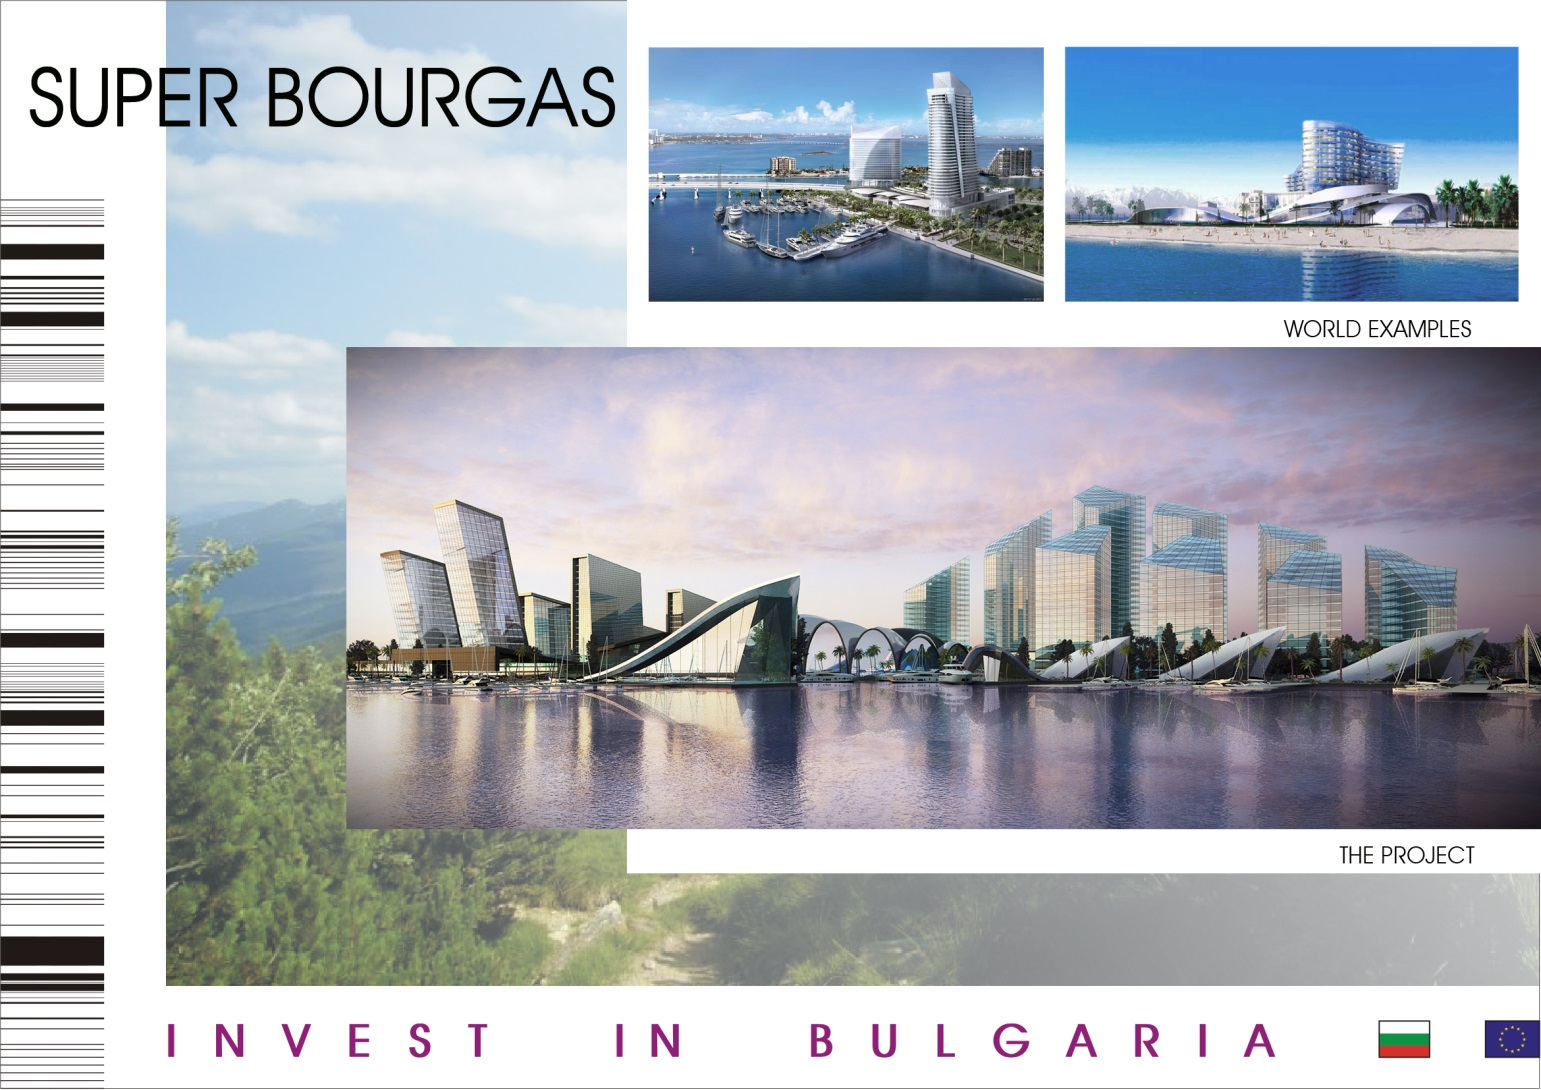 SUPER BOURGAS
WORLD EXAMPLES
THE PROJECT
INVEST IN BULGARIA